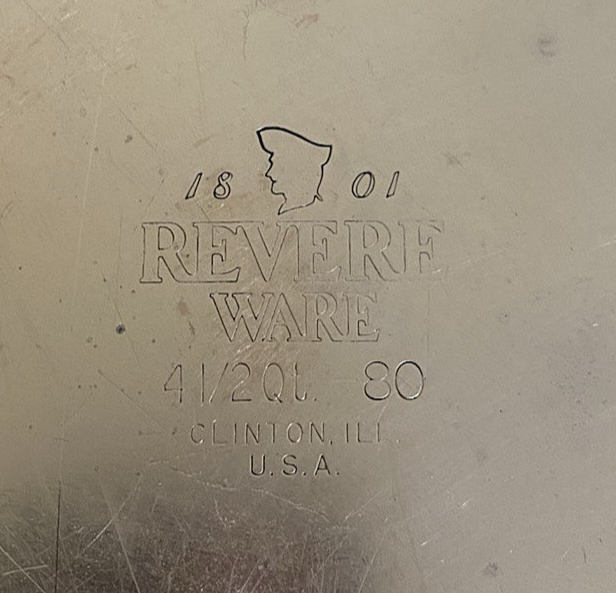 18 01
REVERE
WARE
4 1/2 Qt. 80
CLINTON, ILL.
U.S.A.